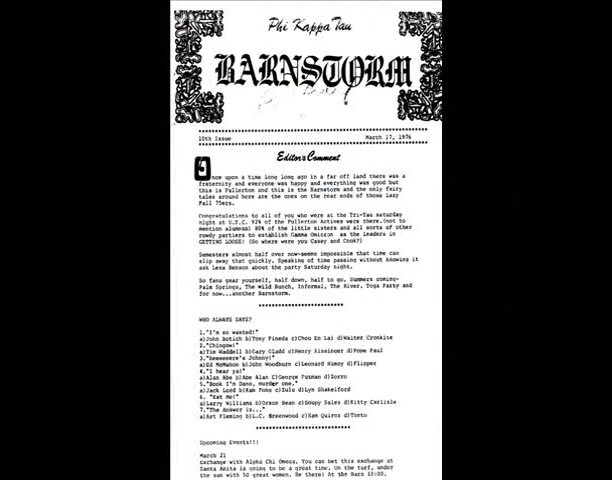 Phi Kappa Tau
BARNSTORM
10th Issue March 17, 1976
Editor's Comment
Once upon a time long long ago in a far off land there was a
fraternity and everyone was happy and everything was good but
this is Fullerton and this is the Barnstorm and the only fairy
tales around here are the ones on the rear ends of those lazy
Fall 75ers.
Congratulations to all of you who were at the Tri-Tau saturday
night at U.S.C. 92% of the Fullerton Actives were there.(not to
mention alumnus) 80% of the little sisters and all sorts of other
rowdy partiers to establish Gamma Omicron as the leaders in
GETTING LOOSE! (So where were you Casey and Cook?)
Semesters almost half over now-seems impossible that time can
slip away that quickly. Speaking of time passing without knowing it
ask Lesa Benson about the party Saturday night.
So fans gear yourself, half down, half to go. Summers coming-
Palm Springs, The wild Bunch, Informal, The River, Toga Party and
for now...another Barnstorm.
WHO ALWAYS SAYS?
1."I'm so wasted!"
a)John Botich b)Tony Pineda c)Chou En Lai d)Walter Cronkite
2."Chingow!"
a)Tim Waddell b)Gary Gladd c)Henry Kissinger d)Pope Paul
3."Heeeeere's Johnny!"
a)Ed McMahon b)John Woodpper c)Leonard Nimoy d)Flipper
4."I hear ya!"
a)Alan Abe b)Abe Alan C)George Putman d)Zorro
5."Book I'm Dano, murder one."
a)Jack Lord b)Kam Fong c)Zulu d)Lyn Shakelford
6. "Eat Me!"
a)Larry Williams b)Orson Bean c)Soupy Sales d)Kitty Carlisle
7."The Answer is..."
a)Art Fleming b)L.C. Greenwood c)Sam Quiros d)Tonto
Upcoming Events!!!
March 21
Exchange with Alpha Chi Omega. You can bet this exchange at
Santa Anita is going to be a great time. On the turf, under
the sun with 50 great women. Be there! At the Barn 10:00.